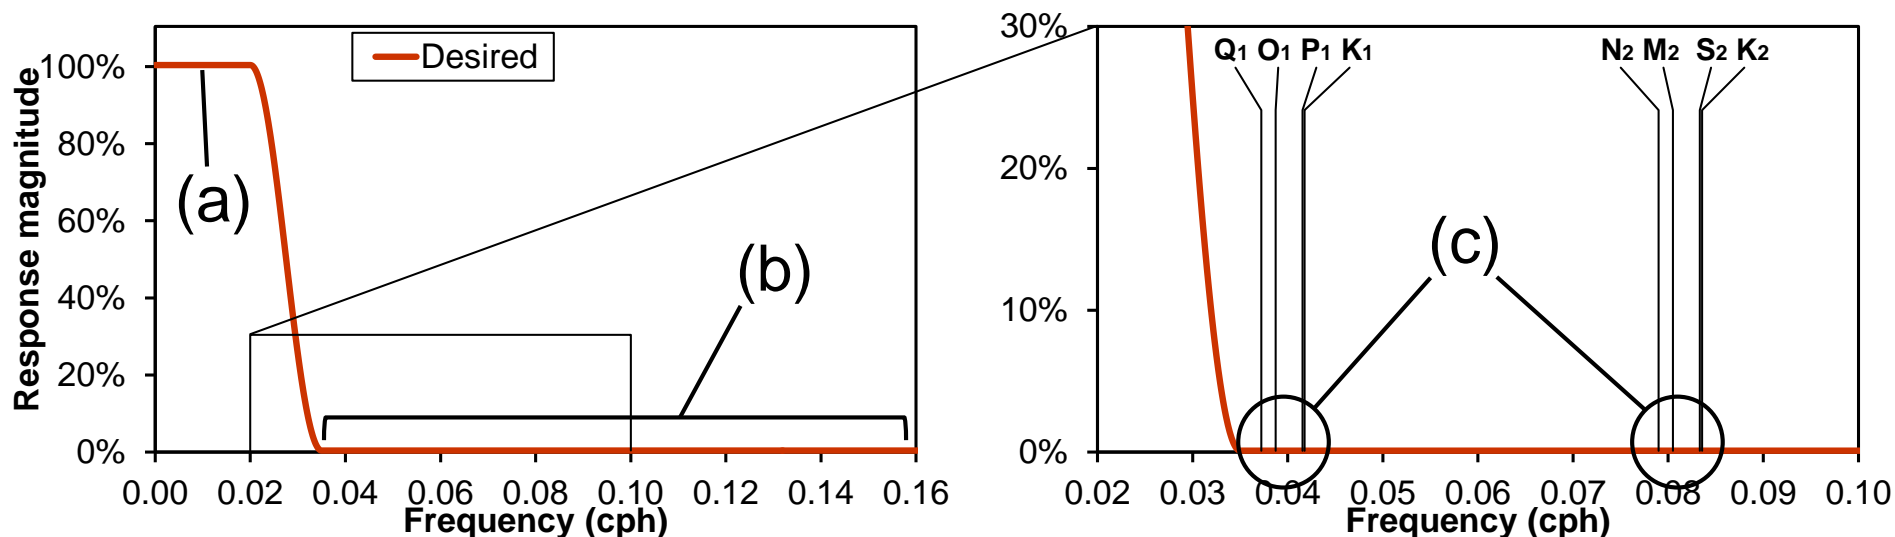 Response magnitude
100%
80%
60%
40%
20%
0%
Desired
(a)
(b)
0.00 0.02 0.04 0.06 0.08 0.10 0.12 0.14 0.16
Frequency (cph)
30%
20%
10%
0%
Q1 O1 P1 K1 N2 M2 S2 K2
(c)
0.02 0.03 0.04 0.05 0.06 0.07 0.08 0.09 0.10
Frequency (cph)